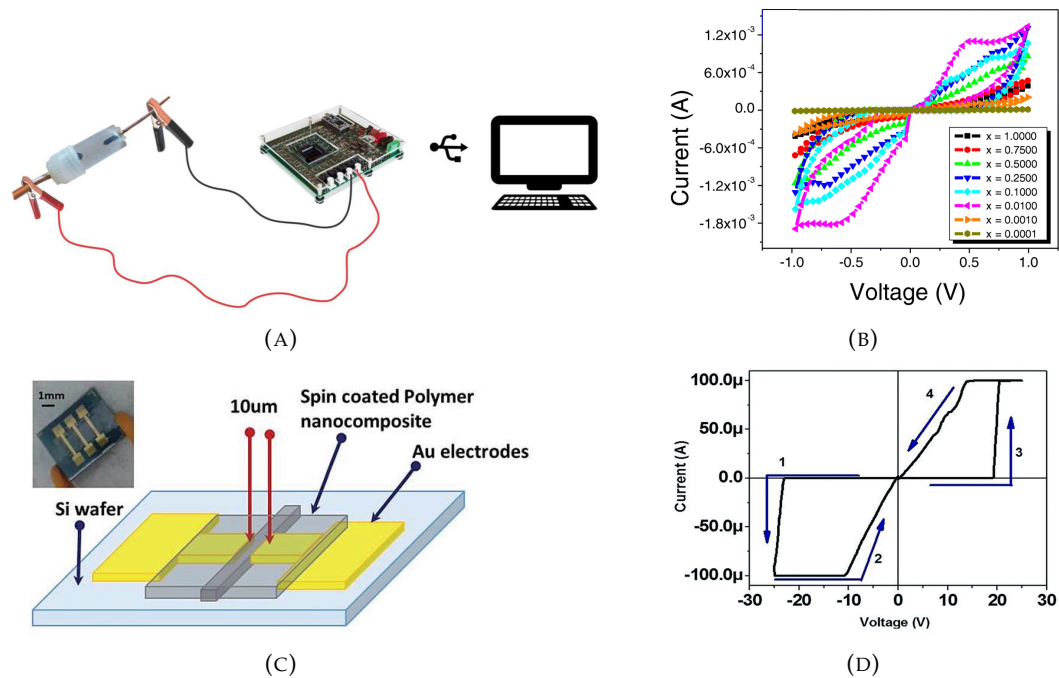 (A)
Current (A)
1.2x10⁻³
6.0x10⁻⁴
0.0
-6.0x10⁻⁴
-1.2x10⁻³
-1.8x10⁻³
x = 1.0000
x = 0.7500
x = 0.5000
x = 0.2500
x = 0.1000
x = 0.0100
x = 0.0010
x = 0.0001
-1.0 -0.5 0.0 0.5 1.0
Voltage (V)
(B)
1mm
10um
Spin coated Polymer
nanocomposite
Au electrodes
Si wafer
(C)
Current (A)
100.0μ
50.0μ
0.0
-50.0μ
-100.0μ
1
2
3
4
-30 -20 -10 0 10 20 30
Voltage (V)
(D)